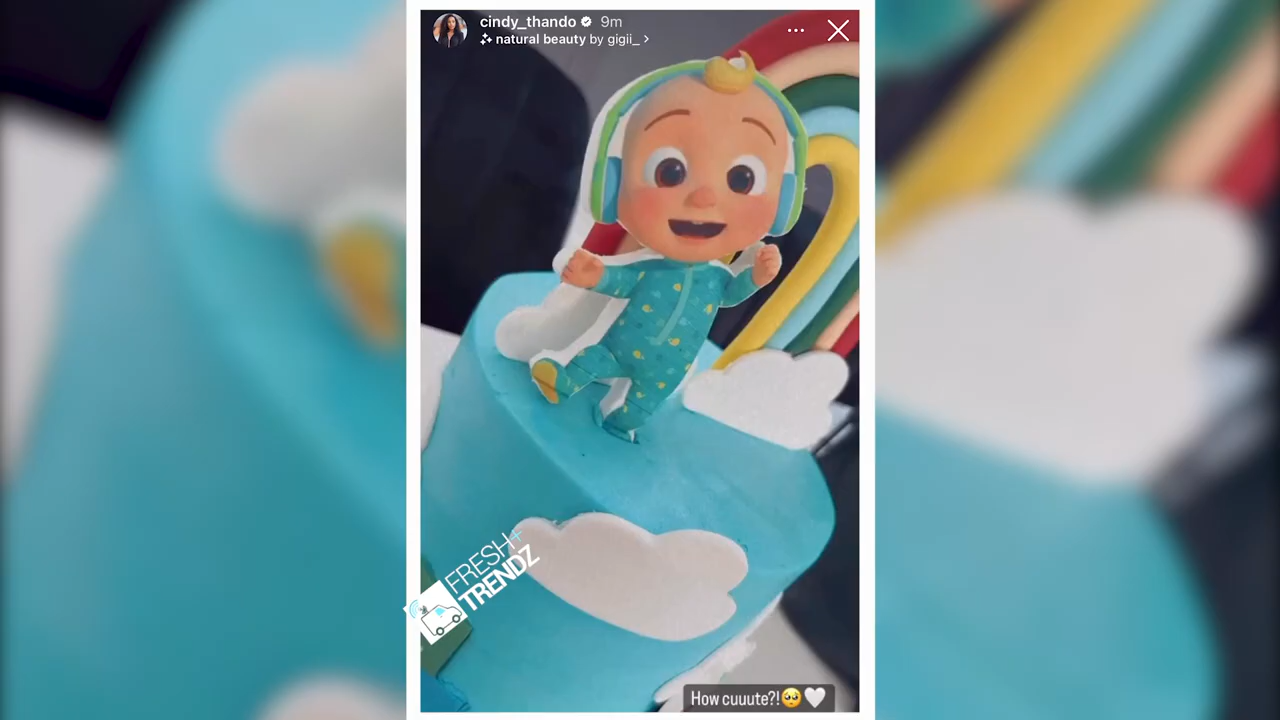 cindy_thando 9m
natural beauty by gigii_ >
FRESH+
TRENDZ
How cuuute?!🥺🤍